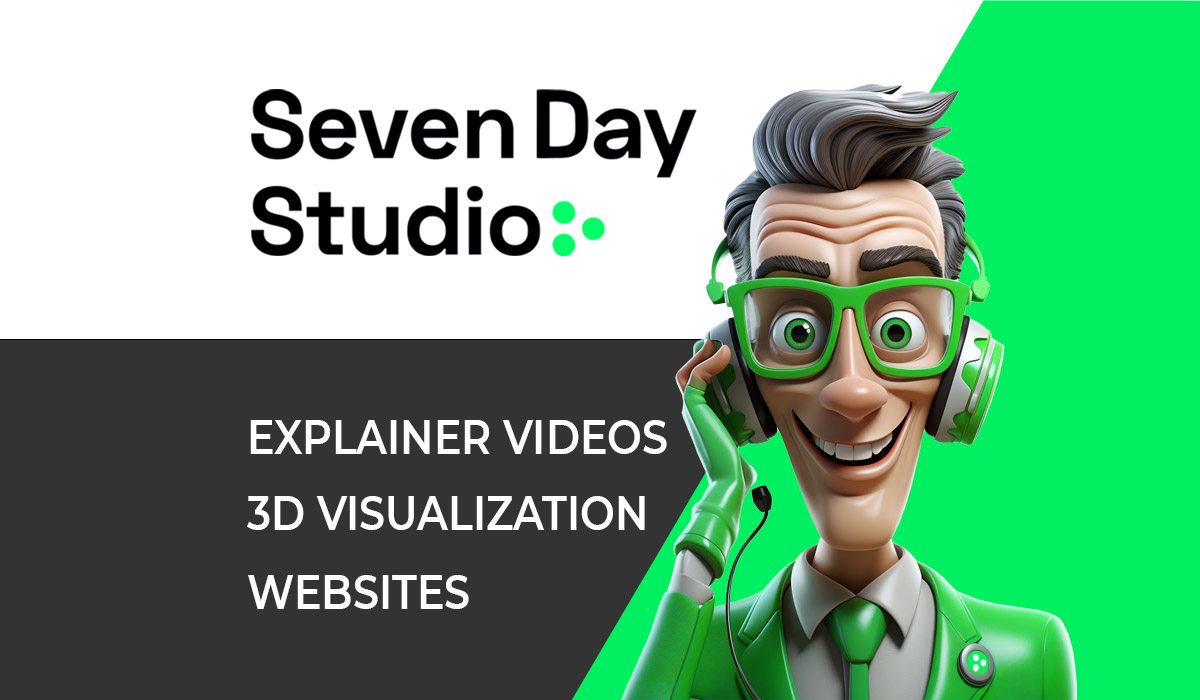 Seven Day
Studio
EXPLAINER VIDEOS
3D VISUALIZATION
WEBSITES